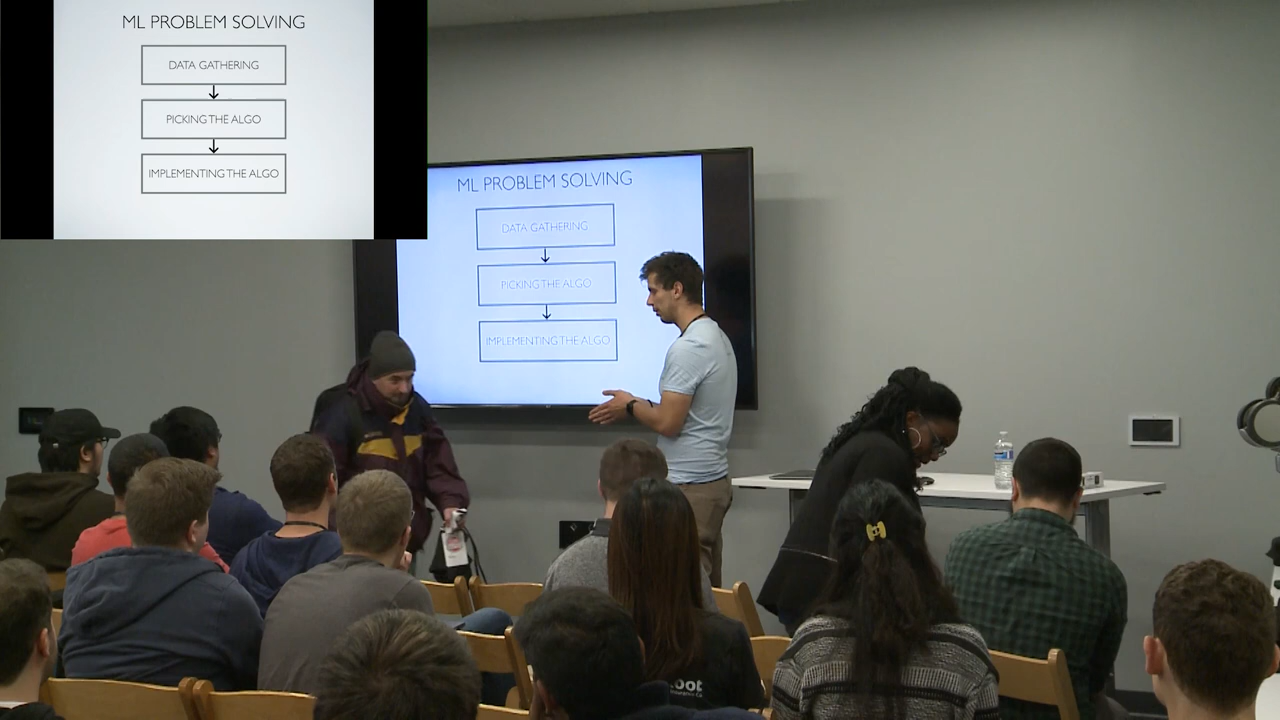 ML PROBLEM SOLVING
DATA GATHERING
PICKING THE ALGO
IMPLEMENTING THE ALGO
ML PROBLEM SOLVING
DATA GATHERING
PICKING THE ALGO
IMPLEMENTING THE ALGO
oot